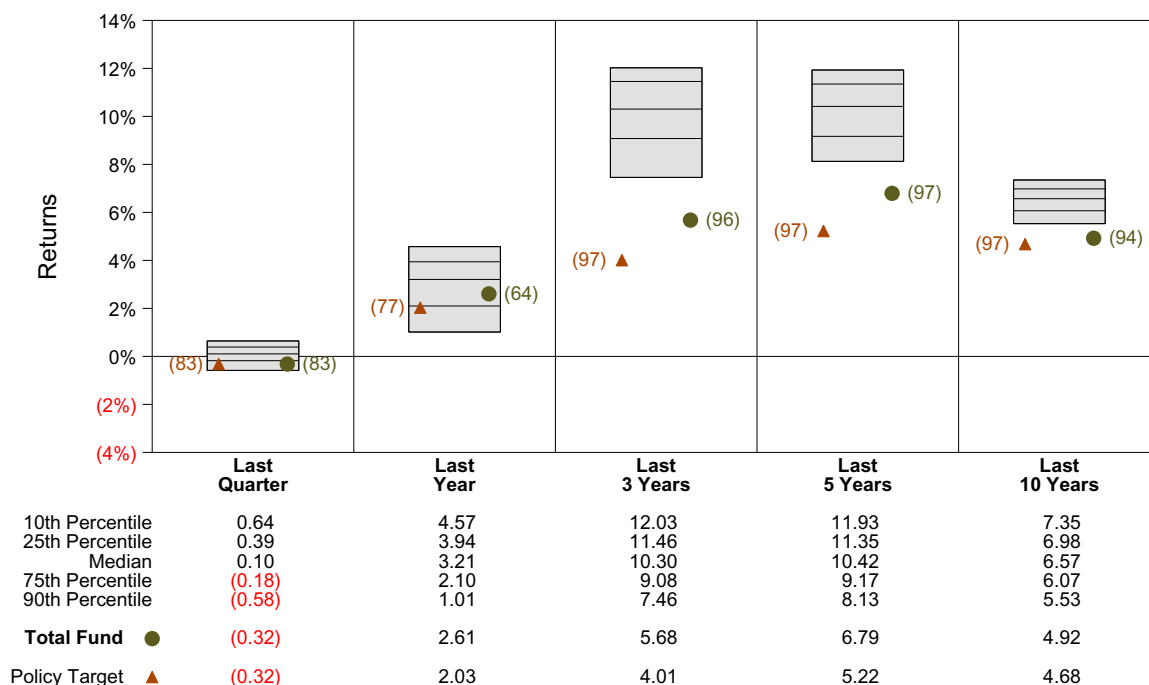 14%
12%
10%
8%
6%
4%
2%
0%
(2%)
(4%)
Returns
(83) (83)
(77) (64)
(97) (96)
(97) (97)
(97) (94)
Last Quarter Last Year Last 3 Years Last 5 Years Last 10 Years
10th Percentile 0.64 4.57 12.03 11.93 7.35
25th Percentile 0.39 3.94 11.46 11.35 6.98
Median 0.10 3.21 10.30 10.42 6.57
75th Percentile (0.18) 2.10 9.08 9.17 6.07
90th Percentile (0.58) 1.01 7.46 8.13 5.53
Total Fund (0.32) 2.61 5.68 6.79 4.92
Policy Target (0.32) 2.03 4.01 5.22 4.68